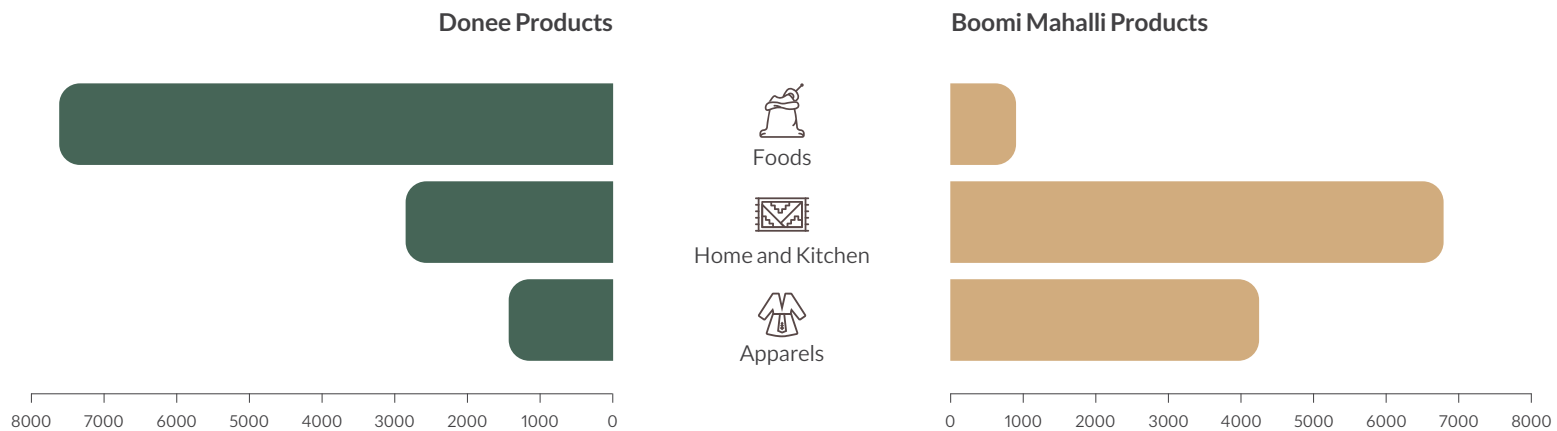 Donee Products
Boomi Mahalli Products
Foods
Home and Kitchen
Apparels
8000 7000 6000 5000 4000 3000 2000 1000 0
0 1000 2000 3000 4000 5000 6000 7000 8000